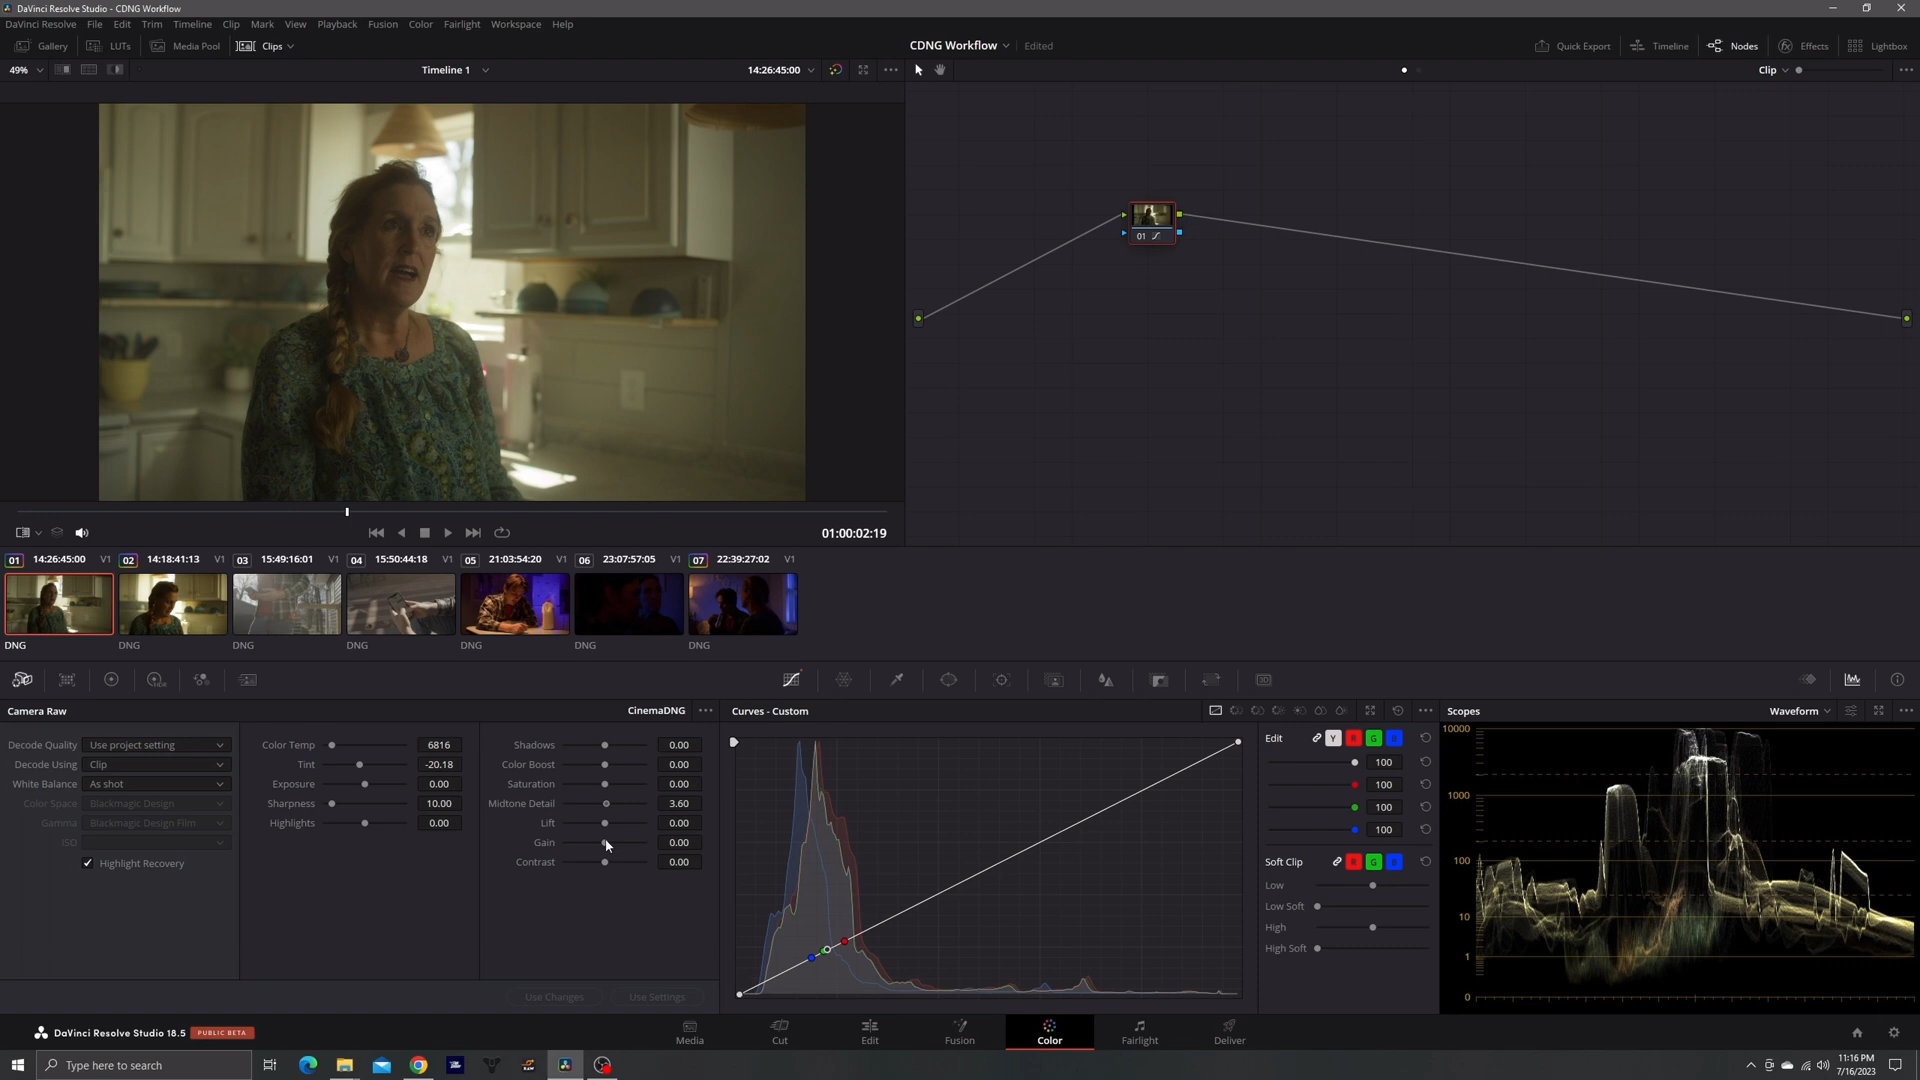 DaVinci Resolve Studio - CDNG Workflow
DaVinci Resolve File Edit Trim Timeline Clip Mark View Playback Fusion Color Fairlight Workspace Help
Gallery LUTs Media Pool Clips CDNG Workflow Edited Quick Export Timeline Nodes Effects Lightbox
49% Timeline 1 14:26:45:00 Clip
01
01:00:02:19
01 14:26:45:00 V1 02 14:18:41:13 V1 03 15:49:16:01 V1 04 15:50:44:18 V1 05 21:03:54:20 V1 06 23:07:57:05 V1 07 22:39:27:02 V1
DNG DNG DNG DNG DNG DNG DNG
HDR 3D
Camera Raw CinemaDNG Curves - Custom Scopes Waveform
Decode Quality Use project setting
Decode Using Clip
White Balance As shot
Color Space Blackmagic Design
Gamma Blackmagic Design Film
ISO
Highlight Recovery
Color Temp 6816
Tint -20.18
Exposure 0.00
Sharpness 10.00
Highlights 0.00
Shadows 0.00
Color Boost 0.00
Saturation 0.00
Midtone Detail 3.60
Lift 0.00
Gain 0.00
Contrast 0.00
Use Changes Use Settings
Edit Y R G B
100
100
100
100
Soft Clip R G B
Low
Low Soft
High
High Soft
10000
1000
100
10
1
0
DaVinci Resolve Studio 18.5 PUBLIC BETA
Media Cut Edit Fusion Color Fairlight Deliver
Type here to search
RAW
11:16 PM
7/16/2023